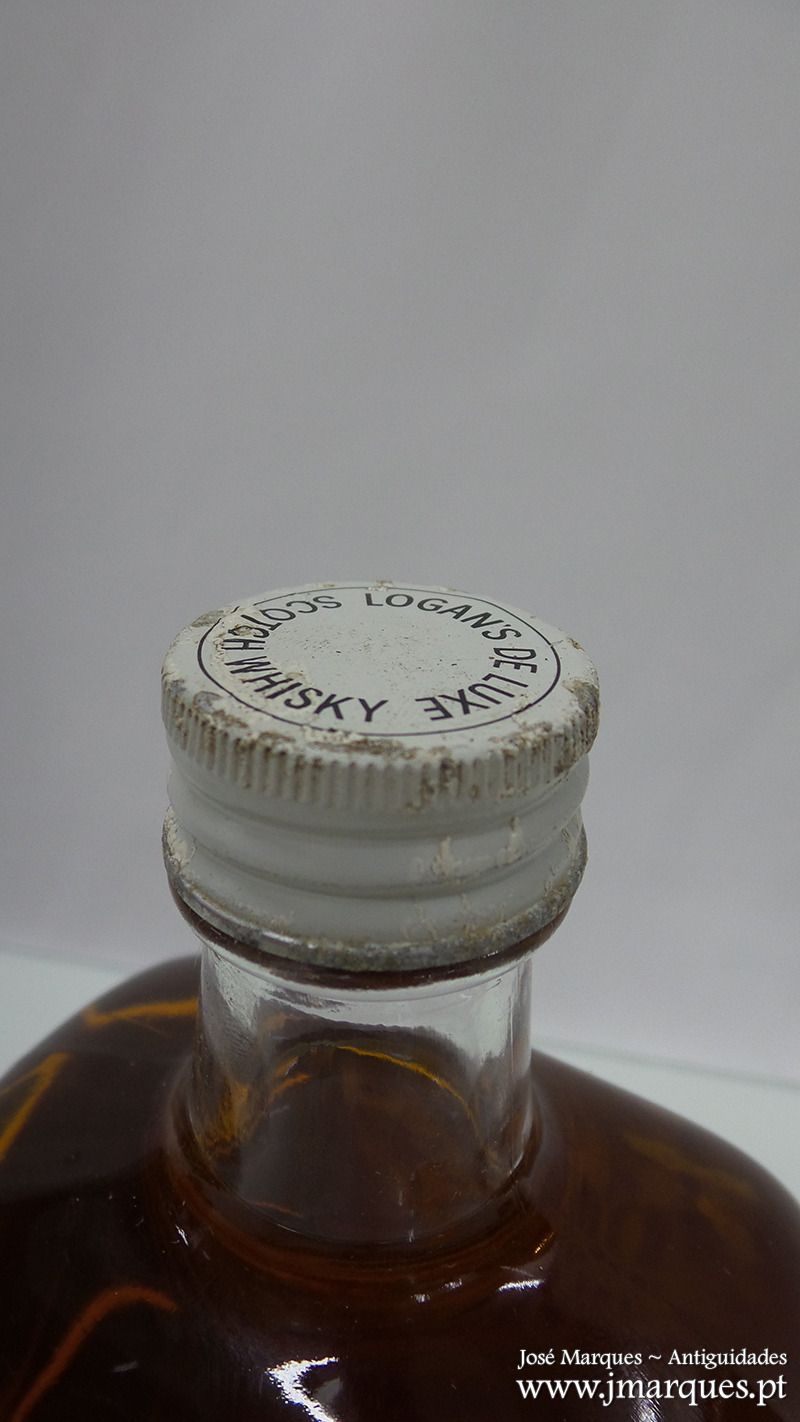 LOGAN'S DE LUXE SCOTCH WHISKY
José Marques ~ Antiguidades
www.jmarques.pt